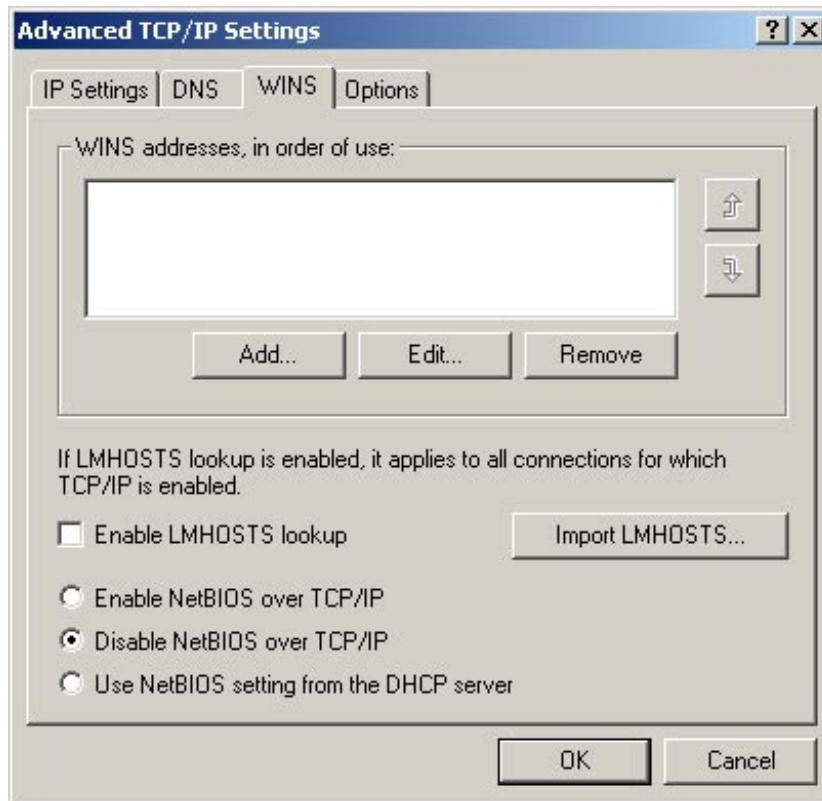 Advanced TCP/IP Settings
IP Settings DNS WINS Options
WINS addresses, in order of use:
Add... Edit... Remove
If LMHOSTS lookup is enabled, it applies to all connections for which
TCP/IP is enabled.
Enable LMHOSTS lookup Import LMHOSTS...
Enable NetBIOS over TCP/IP
Disable NetBIOS over TCP/IP
Use NetBIOS setting from the DHCP server
OK Cancel